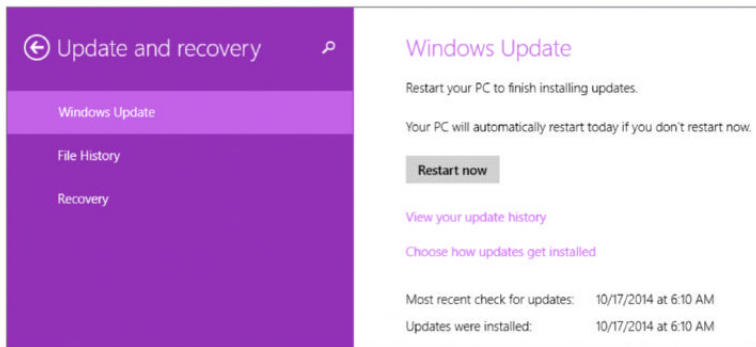 Update and recovery
Windows Update
File History
Recovery
Windows Update
Restart your PC to finish installing updates.
Your PC will automatically restart today if you don't restart now.
Restart now
View your update history
Choose how updates get installed
Most recent check for updates: 10/17/2014 at 6:10 AM
Updates were installed: 10/17/2014 at 6:10 AM